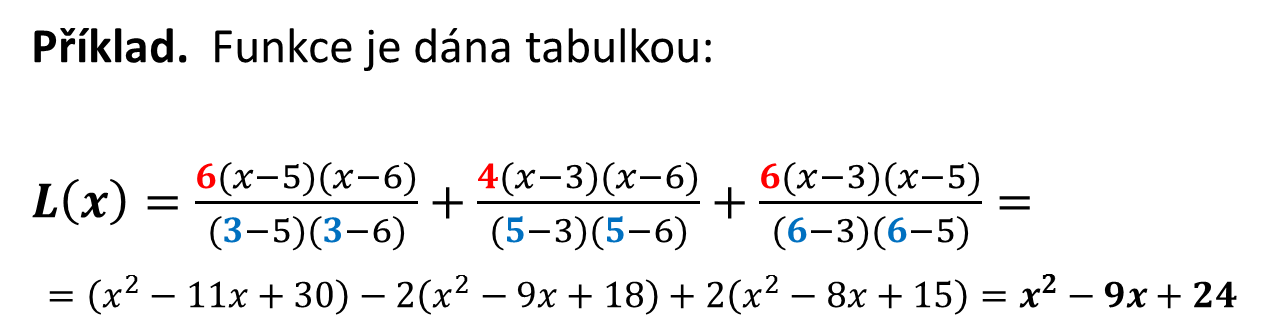 Příklad. Funkce je dána tabulkou:
L(x) = 6(x−5)(x−6)/(3−5)(3−6) + 4(x−3)(x−6)/(5−3)(5−6) + 6(x−3)(x−5)/(6−3)(6−5) =
= (x² − 11x + 30) − 2(x² − 9x + 18) + 2(x² − 8x + 15) = x² − 9x + 24